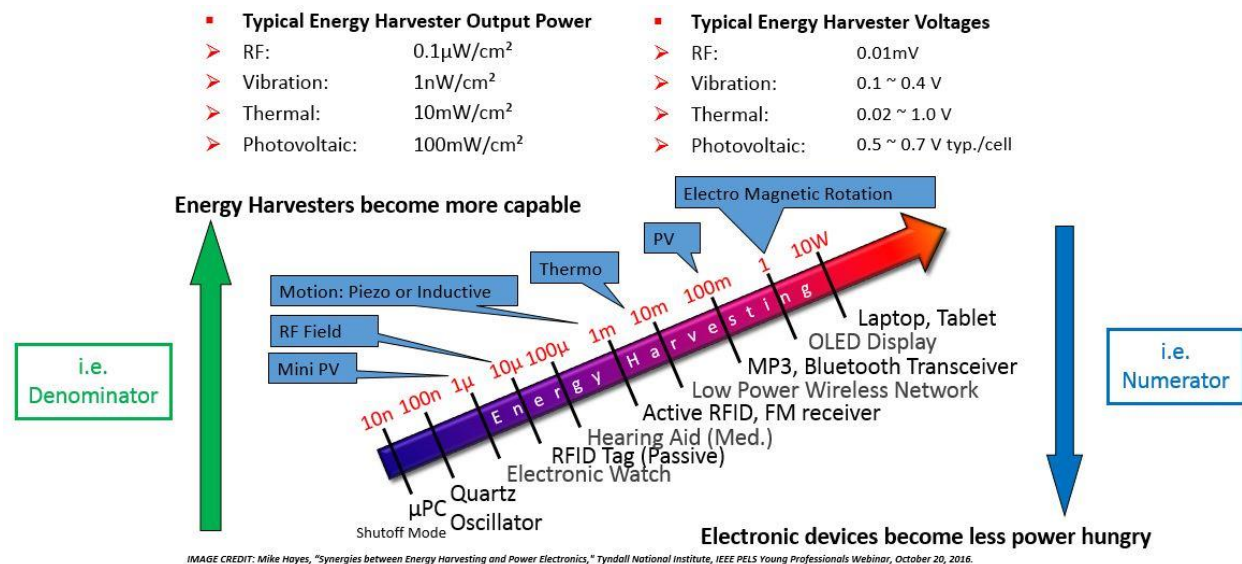 Typical Energy Harvester Output Power
RF: 0.1µW/cm²
Vibration: 1nW/cm²
Thermal: 10mW/cm²
Photovoltaic: 100mW/cm²
Typical Energy Harvester Voltages
RF: 0.01mV
Vibration: 0.1 ~ 0.4 V
Thermal: 0.02 ~ 1.0 V
Photovoltaic: 0.5 ~ 0.7 V typ./cell
Energy Harvesters become more capable
Electro Magnetic Rotation
PV
Thermo
Motion: Piezo or Inductive
RF Field
Mini PV
10n 100n 1µ 10µ 100µ 1m 10m 100m 1 10W
Energy Harvesting
i.e.
Denominator
i.e.
Numerator
Laptop, Tablet
OLED Display
MP3, Bluetooth Transceiver
Low Power Wireless Network
Active RFID, FM receiver
Hearing Aid (Med.)
RFID Tag (Passive)
Electronic Watch
Quartz
Oscillator
µPC
Shutoff Mode
Electronic devices become less power hungry
IMAGE CREDIT: Mike Hayes, "Synergies between Energy Harvesting and Power Electronics," Tyndall National Institute, IEEE PELS Young Professionals Webinar, October 20, 2016.